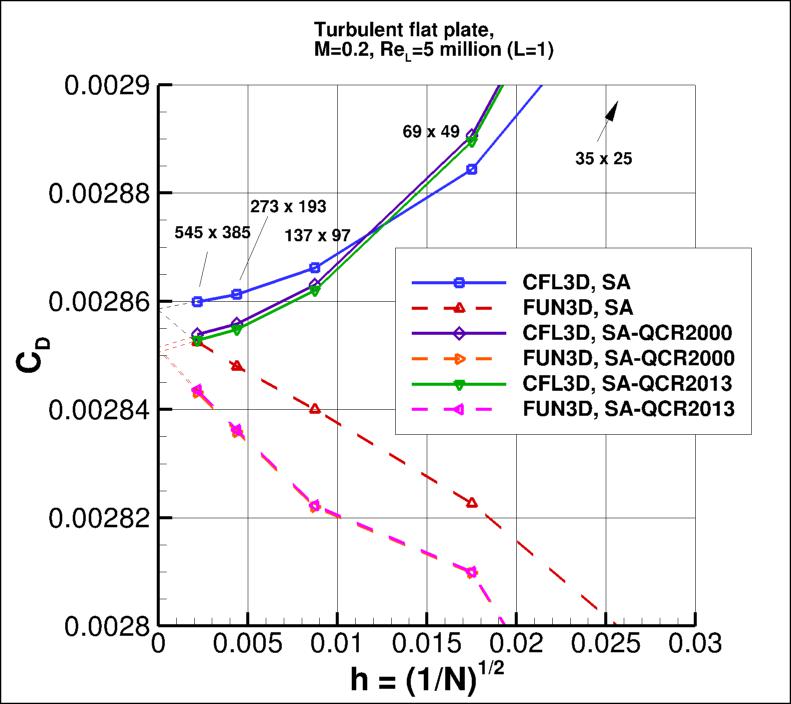 Turbulent flat plate,
M=0.2, Re_L=5 million (L=1)
0.0029
69 x 49
35 x 25
0.00288
273 x 193
545 x 385
137 x 97
0.00286
CFL3D, SA
FUN3D, SA
CFL3D, SA-QCR2000
FUN3D, SA-QCR2000
CFL3D, SA-QCR2013
FUN3D, SA-QCR2013
C_D
0.00284
0.00282
0.0028
0 0.005 0.01 0.015 0.02 0.025 0.03
h = (1/N)^1/2